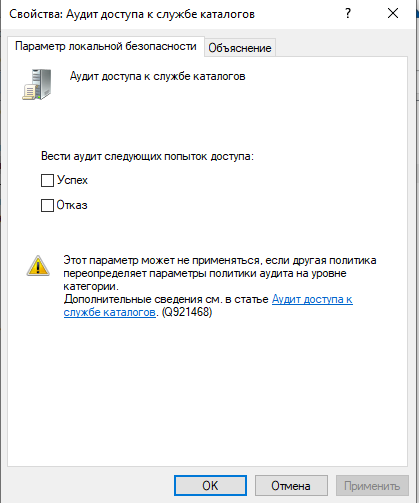 Свойства: Аудит доступа к службе каталогов
Параметр локальной безопасности
Объяснение
Аудит доступа к службе каталогов
Вести аудит следующих попыток доступа:
Успех
Отказ
Этот параметр может не применяться, если другая политика
переопределяет параметры политики аудита на уровне
категории.
Дополнительные сведения см. в статье Аудит доступа к
службе каталогов. (Q921468)
OK
Отмена
Применить